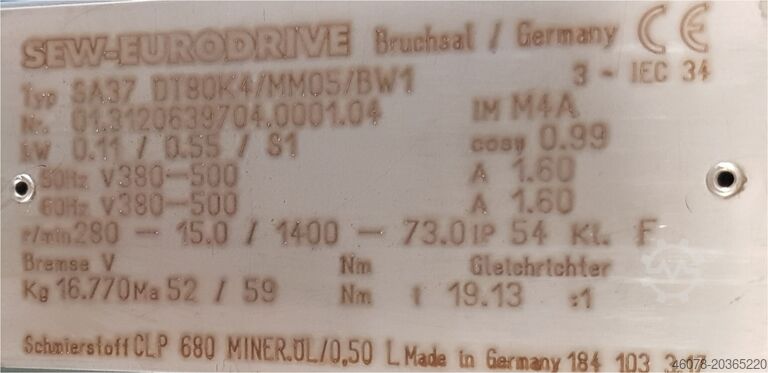 SEW-EURODRIVE Bruchsal / Germany CE
3 ~ IEC 34
Typ SA37 DT80K4/MM05/BW1
Nr. 01.3120639704.0001.04 IM M4A
kW 0.11 / 0.55 / S1 cosφ 0.99
50Hz V380-500 A 1.60
60Hz V380-500 A 1.60
r/min280 - 15.0 / 1400 - 73.0 IP 54 Kl. F
Bremse V Nm Gleichrichter
Kg 16.770 Ma 52 / 59 Nm i 19.13 :1
Schmierstoff CLP 680 MINER.ÖL/0,50 L Made in Germany 184 103 3.17
46078-20365220